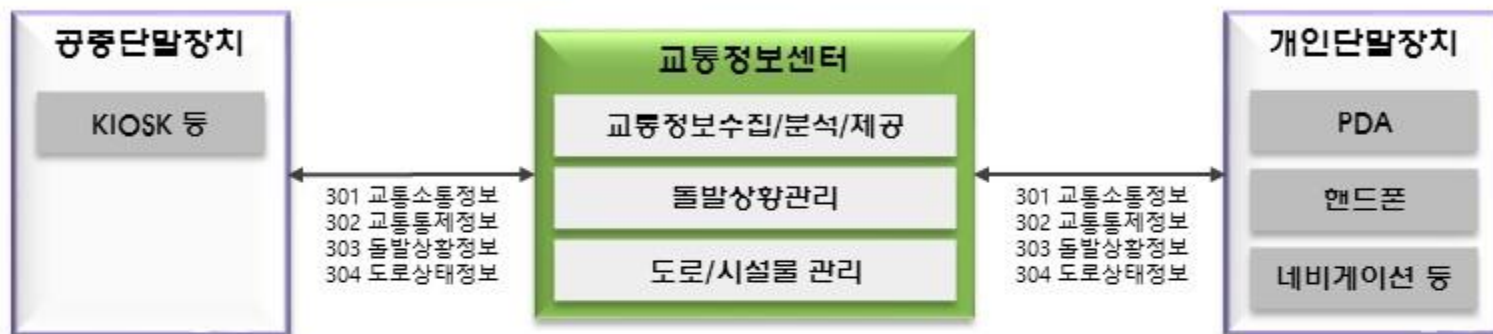 공중단말장치
KIOSK 등
301 교통소통정보
302 교통통제정보
303 돌발상황정보
304 도로상태정보
교통정보센터
교통정보수집/분석/제공
돌발상황관리
도로/시설물 관리
301 교통소통정보
302 교통통제정보
303 돌발상황정보
304 도로상태정보
개인단말장치
PDA
핸드폰
네비게이션 등